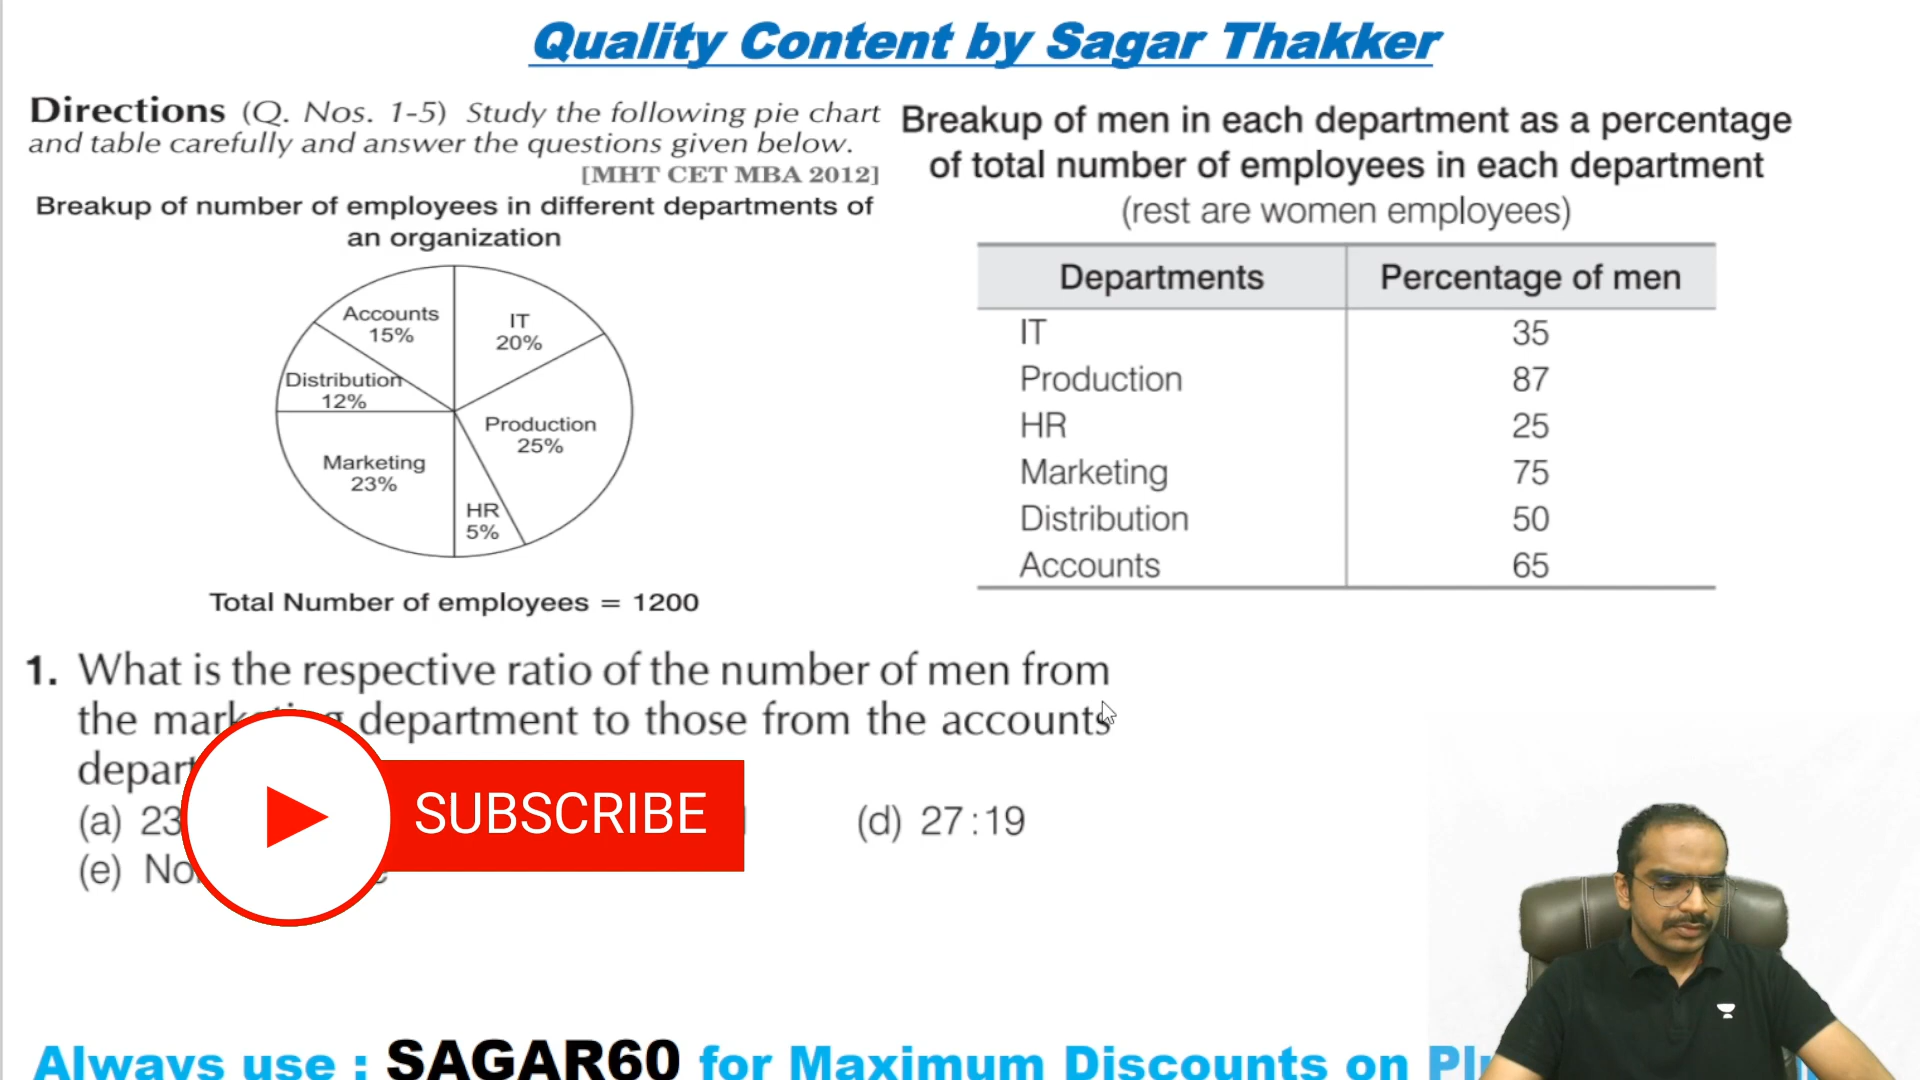 Quality Content by Sagar Thakker
Directions (Q. Nos. 1-5) Study the following pie chart
and table carefully and answer the questions given below.
[MHT CET MBA 2012]
Breakup of number of employees in different departments of
an organization
Accounts
15%
IT
20%
Distribution
12%
Production
25%
Marketing
23%
HR
5%
Total Number of employees = 1200
Breakup of men in each department as a percentage
of total number of employees in each department
(rest are women employees)
Departments Percentage of men
IT 35
Production 87
HR 25
Marketing 75
Distribution 50
Accounts 65
1. What is the respective ratio of the number of men from
the department to those from the accounts
(a) 23 (d) 27:19
(e)
SUBSCRIBE
Always use : SAGAR60 for Maximum Discounts on